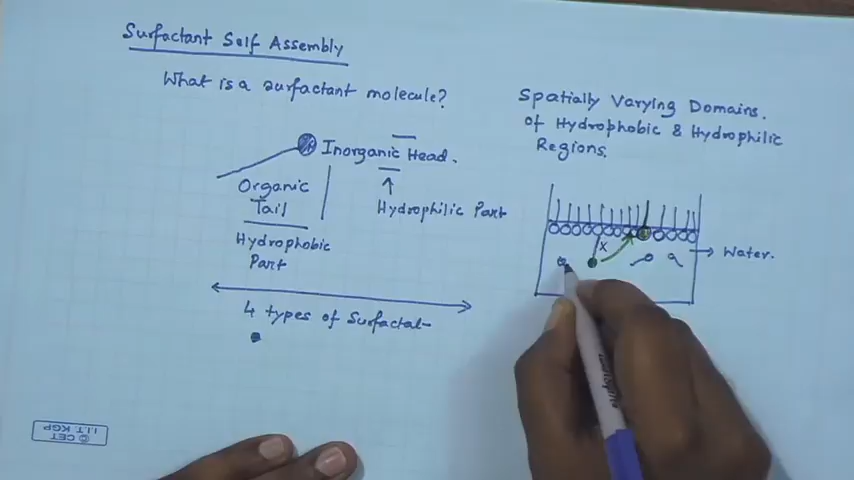 Surfactant Self Assembly
What is a surfactant molecule?
Inorganic Head.
Organic
Tail
Hydrophilic Part
Hydrophobic
Part
4 types of Surfactal-
Spatially Varying Domains.
of Hydrophobic & Hydrophilic
Regions.
X
Water.
© CET
I.I.T. KGP